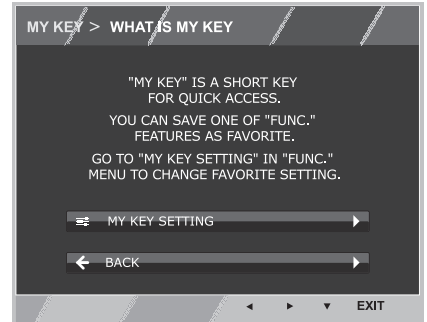 MY KEY > WHAT IS MY KEY
"MY KEY" IS A SHORT KEY
FOR QUICK ACCESS.
YOU CAN SAVE ONE OF "FUNC."
FEATURES AS FAVORITE.
GO TO "MY KEY SETTING" IN "FUNC."
MENU TO CHANGE FAVORITE SETTING.
MY KEY SETTING
BACK
EXIT